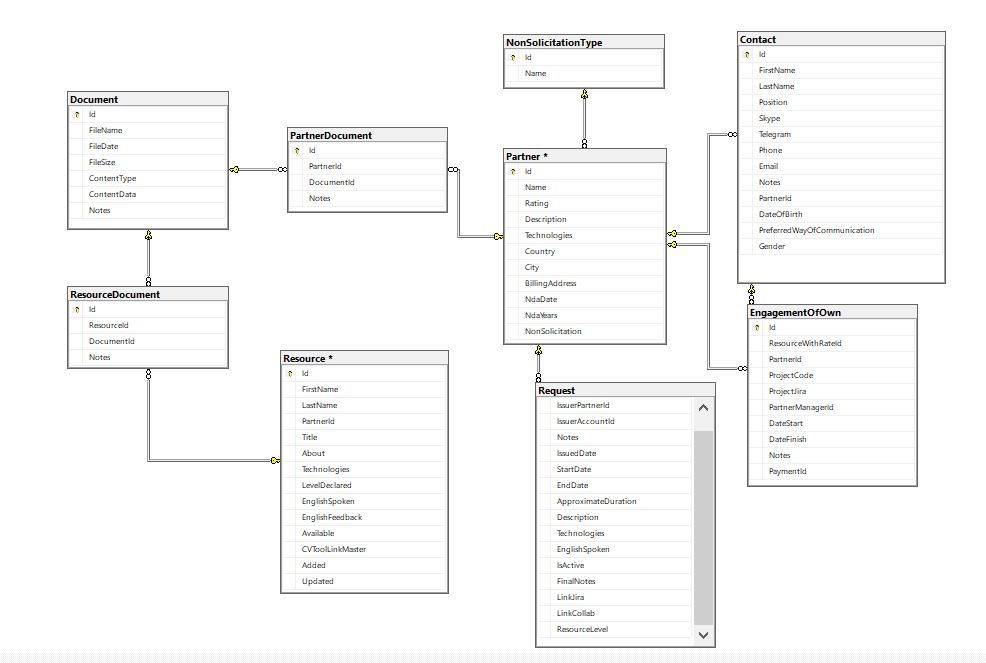 Document
Id
FileName
FileDate
FileSize
ContentType
ContentData
Notes
PartnerDocument
Id
PartnerId
DocumentId
Notes
NonSolicitationType
Id
Name
Partner *
Id
Name
Rating
Description
Technologies
Country
City
BillingAddress
NdaDate
NdaYears
NonSolicitation
Contact
Id
FirstName
LastName
Position
Skype
Telegram
Phone
Email
Notes
PartnerId
DateOfBirth
PreferredWayOfCommunication
Gender
ResourceDocument
Id
ResourceId
DocumentId
Notes
Resource *
Id
FirstName
LastName
PartnerId
Title
About
Technologies
LevelDeclared
EnglishSpoken
EnglishFeedback
Available
CVToolLinkMaster
Added
Updated
Request
IssuerPartnerId
IssuerAccountId
Notes
IssuedDate
StartDate
EndDate
ApproximateDuration
Description
Technologies
EnglishSpoken
IsActive
FinalNotes
LinkJira
LinkCollab
ResourceLevel
EngagementOfOwn
Id
ResourceWithRateId
PartnerId
ProjectCode
ProjectJira
PartnerManagerId
DateStart
DateFinish
Notes
PaymentId